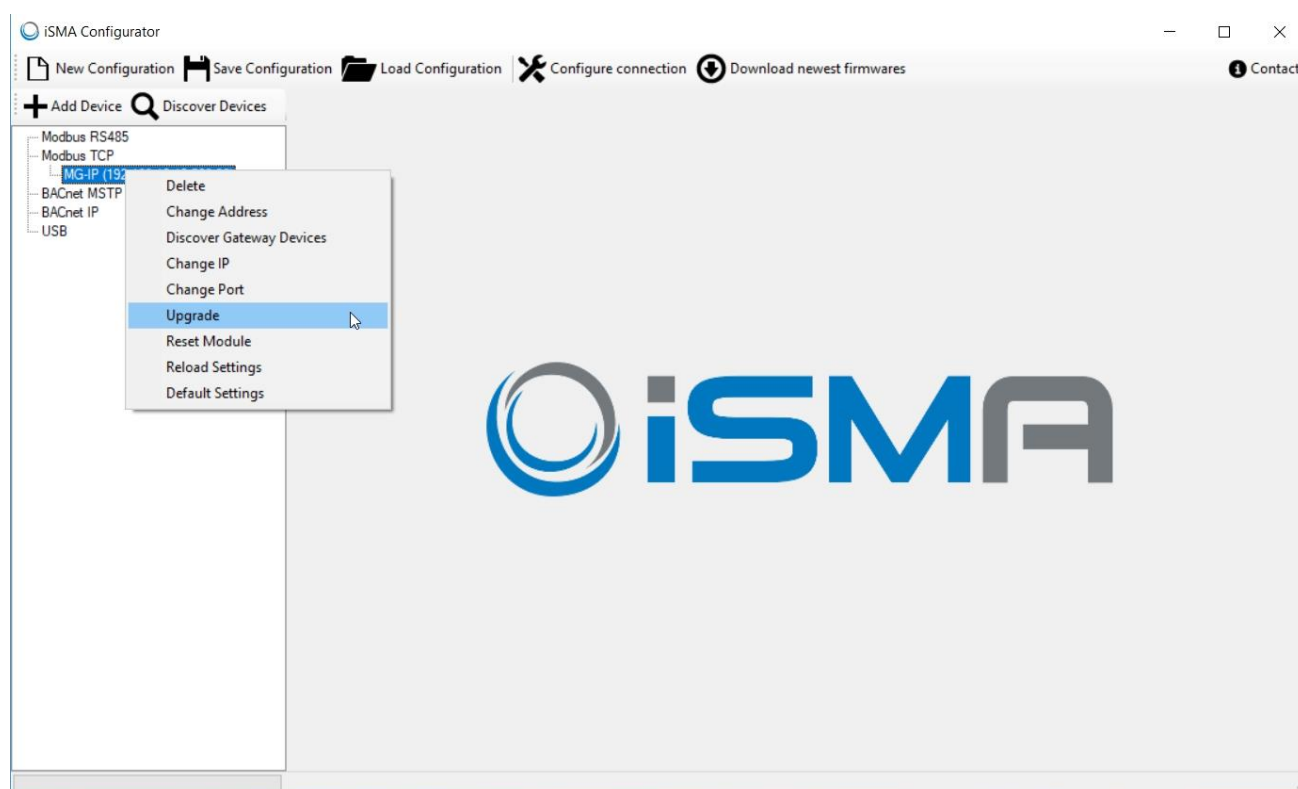 iSMA Configurator
New Configuration Save Configuration Load Configuration Configure connection Download newest firmwares Contact
Add Device Discover Devices
Modbus RS485
Modbus TCP
MG-IP (192
BACnet MSTP
BACnet IP
USB
Delete
Change Address
Discover Gateway Devices
Change IP
Change Port
Upgrade
Reset Module
Reload Settings
Default Settings
iSMA